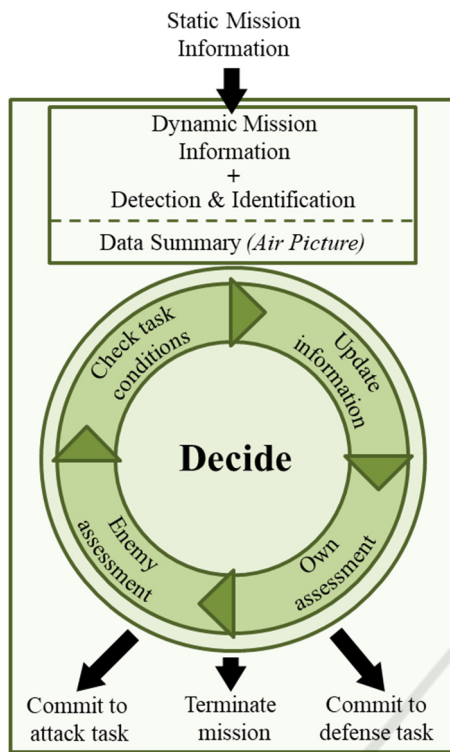 Static Mission
Information
Dynamic Mission
Information
+
Detection & Identification
Data Summary (Air Picture)
Check task
conditions
Update
information
Decide
Enemy
assessment
Own
assessment
Commit to
attack task
Terminate
mission
Commit to
defense task